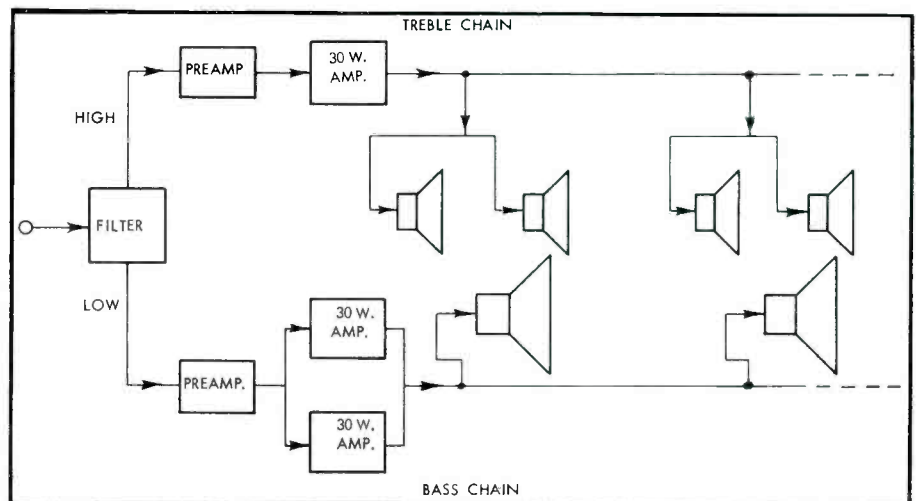 TREBLE CHAIN
PREAMP
30 W.
AMP.
HIGH
FILTER
LOW
30 W.
AMP.
PREAMP.
30 W.
AMP.
BASS CHAIN